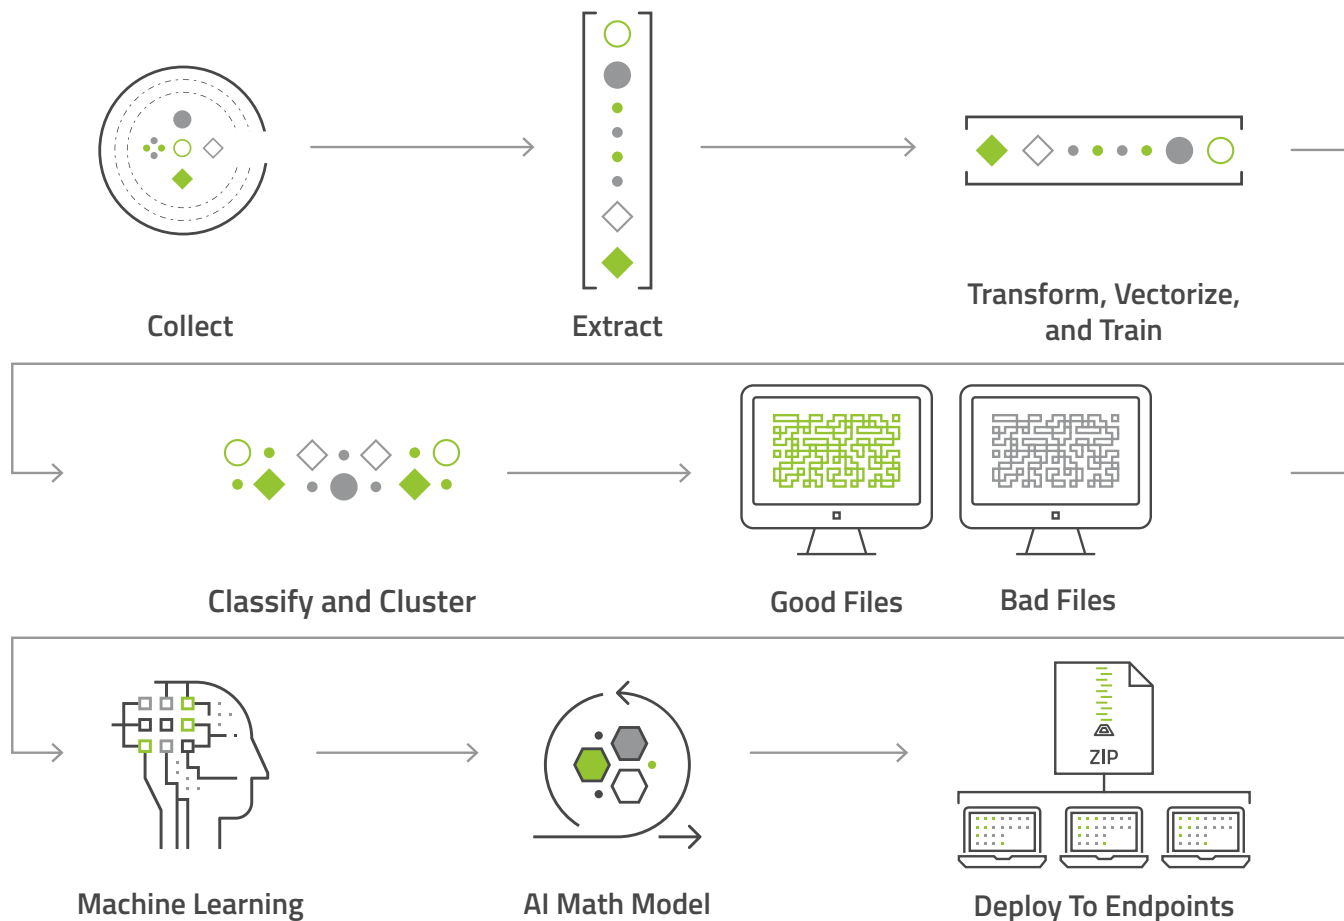 Collect
Extract
Transform, Vectorize,
and Train
Classify and Cluster
Good Files
Bad Files
ZIP
Machine Learning
AI Math Model
Deploy To Endpoints